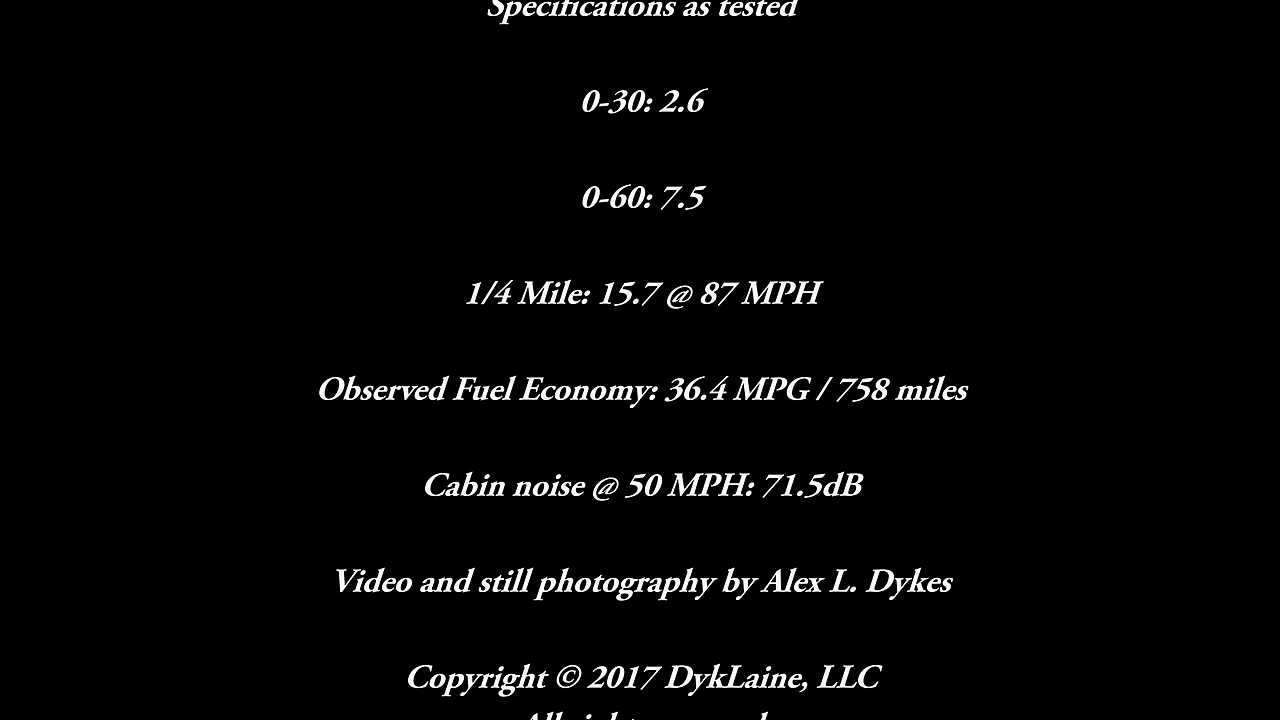 Specifications as tested
0-30: 2.6
0-60: 7.5
1/4 Mile: 15.7 @ 87 MPH
Observed Fuel Economy: 36.4 MPG / 758 miles
Cabin noise @ 50 MPH: 71.5dB
Video and still photography by Alex L. Dykes
Copyright © 2017 DykLaine, LLC